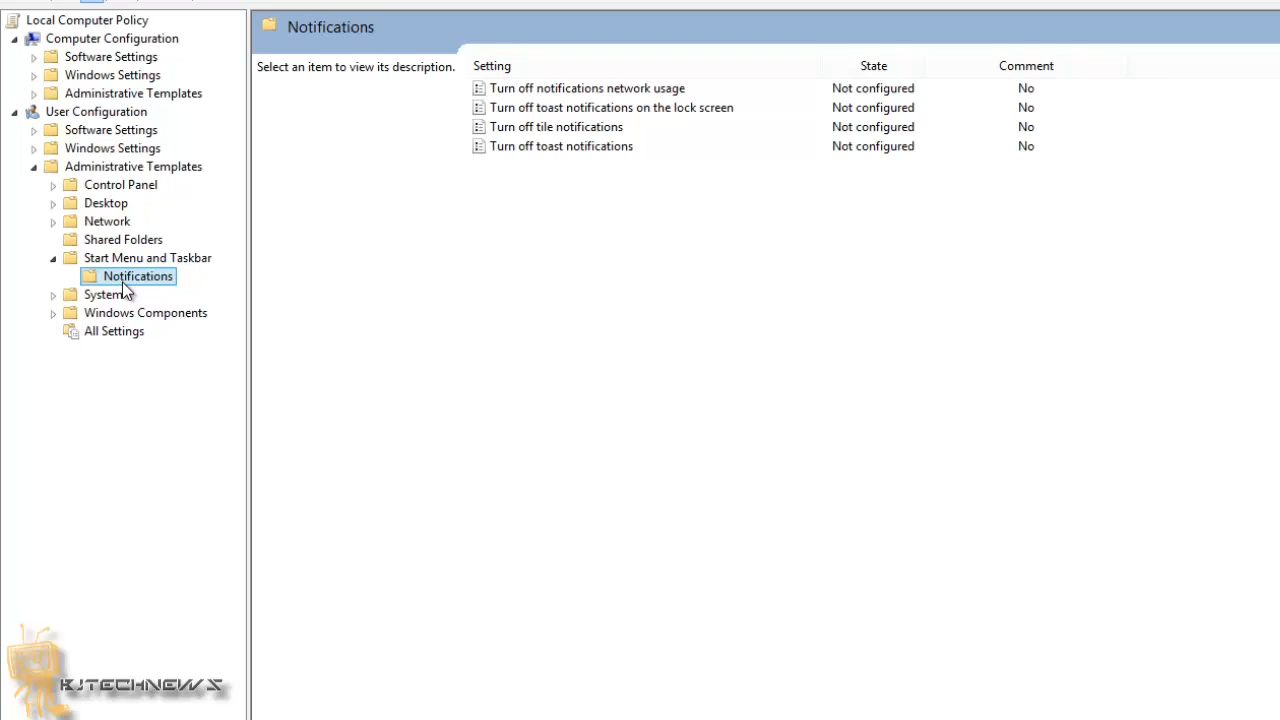 Local Computer Policy
Computer Configuration
Software Settings
Windows Settings
Administrative Templates
User Configuration
Software Settings
Windows Settings
Administrative Templates
Control Panel
Desktop
Network
Shared Folders
Start Menu and Taskbar
Notifications
System
Windows Components
All Settings
KJTECHNEWS
Notifications
Select an item to view its description.
Setting State Comment
Turn off notifications network usage Not configured No
Turn off toast notifications on the lock screen Not configured No
Turn off tile notifications Not configured No
Turn off toast notifications Not configured No